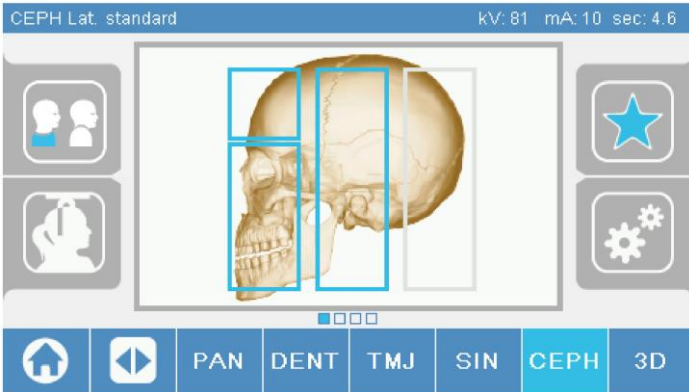 CEPH Lat. standard kV: 81 mA: 10 sec: 4.6
PAN DENT TMJ SIN CEPH 3D